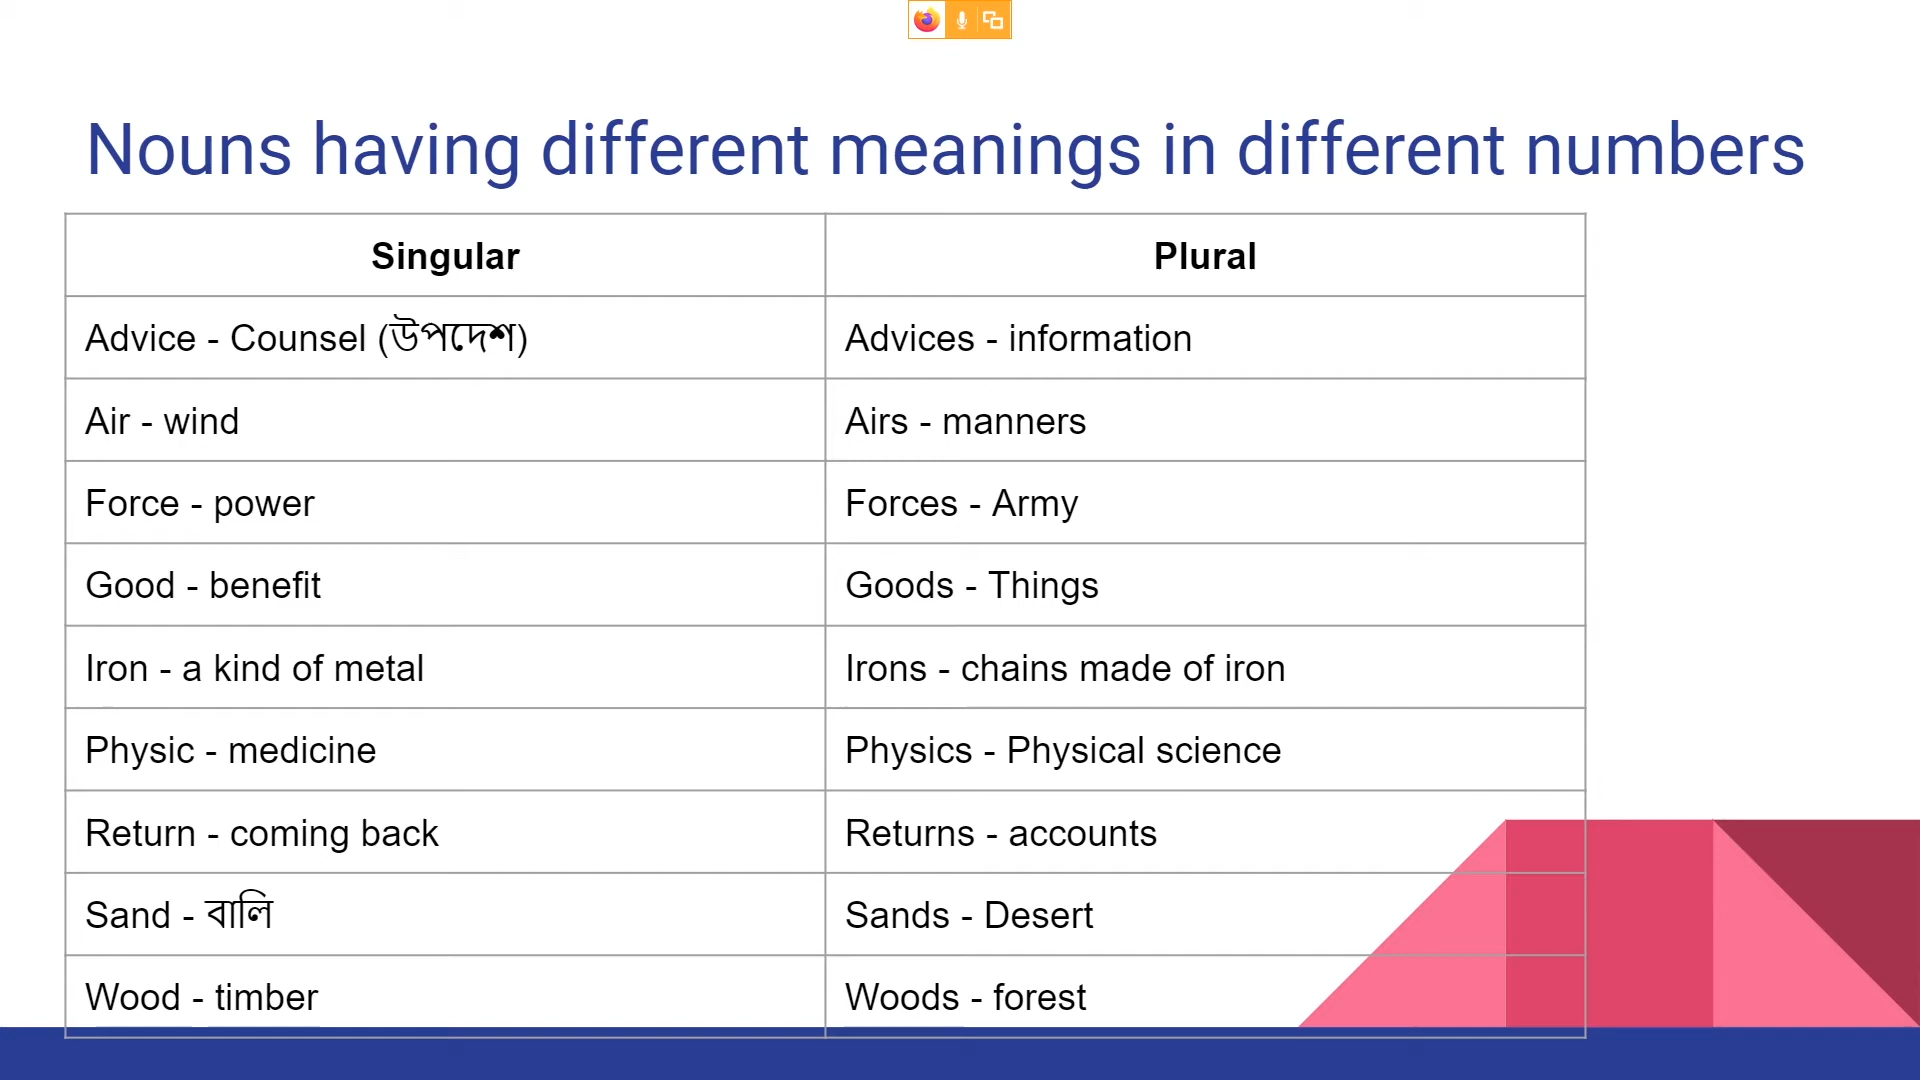 Nouns having different meanings in different numbers
Singular Plural
Advice - Counsel (উপদেশ) Advices - information
Air - wind Airs - manners
Force - power Forces - Army
Good - benefit Goods - Things
Iron - a kind of metal Irons - chains made of iron
Physic - medicine Physics - Physical science
Return - coming back Returns - accounts
Sand - বালি Sands - Desert
Wood - timber Woods - forest